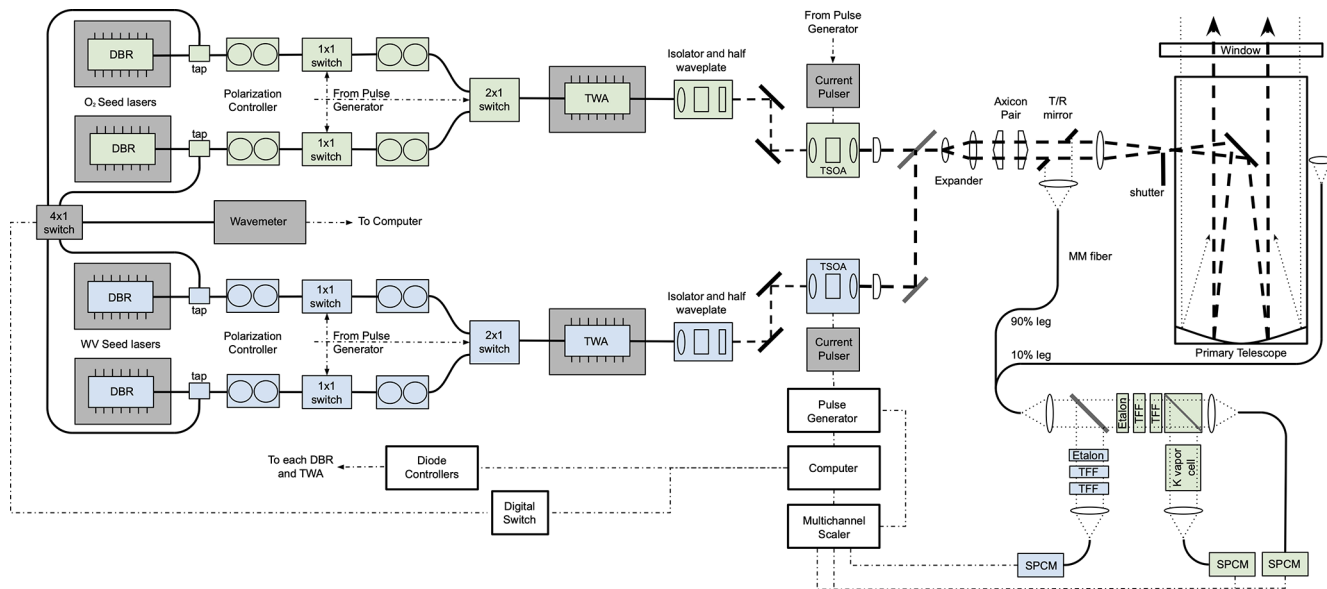 From Pulse
Generator
DBR
tap
1x1
switch
Isolator and half
waveplate
Current
Pulser
Window
O₂ Seed lasers
Polarization
Controller
From Pulse
Generator
2x1
switch
TWA
TSOA
Axicon
Pair
T/R
mirror
Expander
shutter
DBR
tap
1x1
switch
4x1
switch
Wavemeter
To Computer
MM fiber
DBR
tap
1x1
switch
Isolator and half
waveplate
TSOA
WV Seed lasers
Polarization
Controller
From Pulse
Generator
2x1
switch
TWA
Current
Pulser
90% leg
10% leg
Primary Telescope
DBR
tap
1x1
switch
Pulse
Generator
Etalon
TFF
TFF
To each DBR
and TWA
Diode
Controllers
Computer
Etalon
TFF
TFF
K vapor
cell
Digital
Switch
Multichannel
Scaler
SPCM
SPCM
SPCM